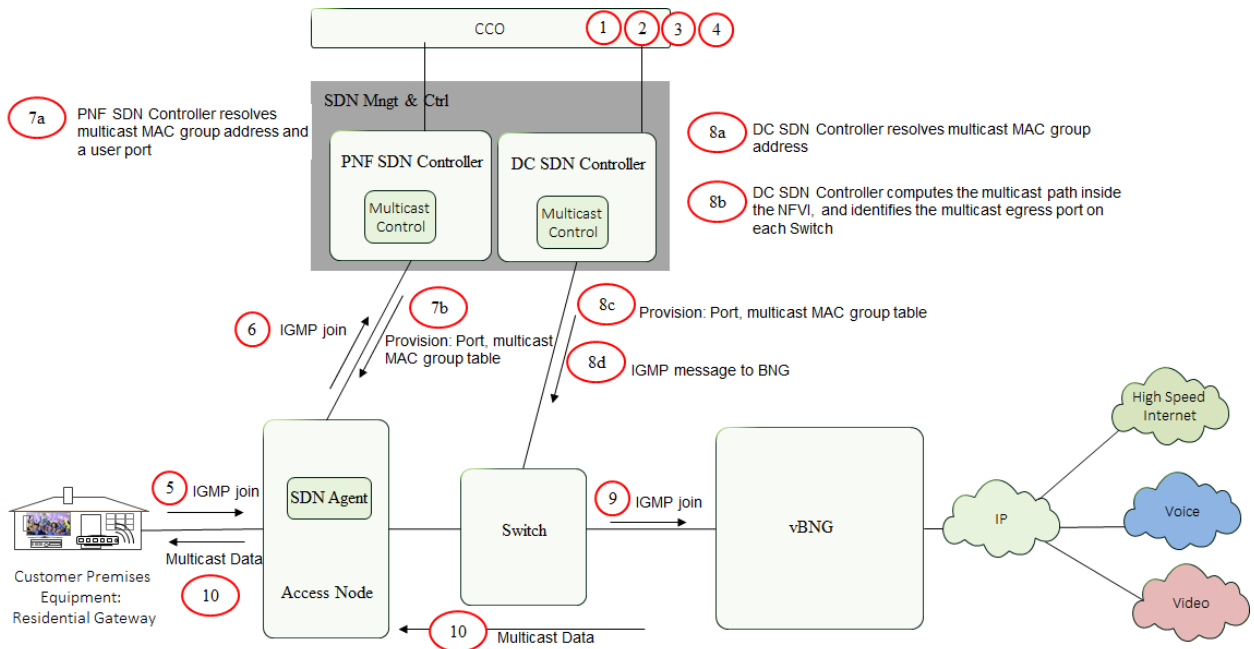 CCO
1
2
3
4
SDN Mngt & Ctrl
7a
PNF SDN Controller resolves
multicast MAC group address and
a user port
PNF SDN Controller
Multicast
Control
DC SDN Controller
Multicast
Control
8a
DC SDN Controller resolves multicast MAC group
address
8b
DC SDN Controller computes the multicast path inside
the NFVI, and identifies the multicast egress port on
each Switch
6
IGMP join
7b
Provision: Port, multicast
MAC group table
8c
Provision: Port, multicast MAC group table
8d
IGMP message to BNG
5
IGMP join
Multicast Data
10
Customer Premises
Equipment:
Residential Gateway
SDN Agent
Access Node
Switch
9
IGMP join
vBNG
10
Multicast Data
IP
High Speed
Internet
Voice
Video